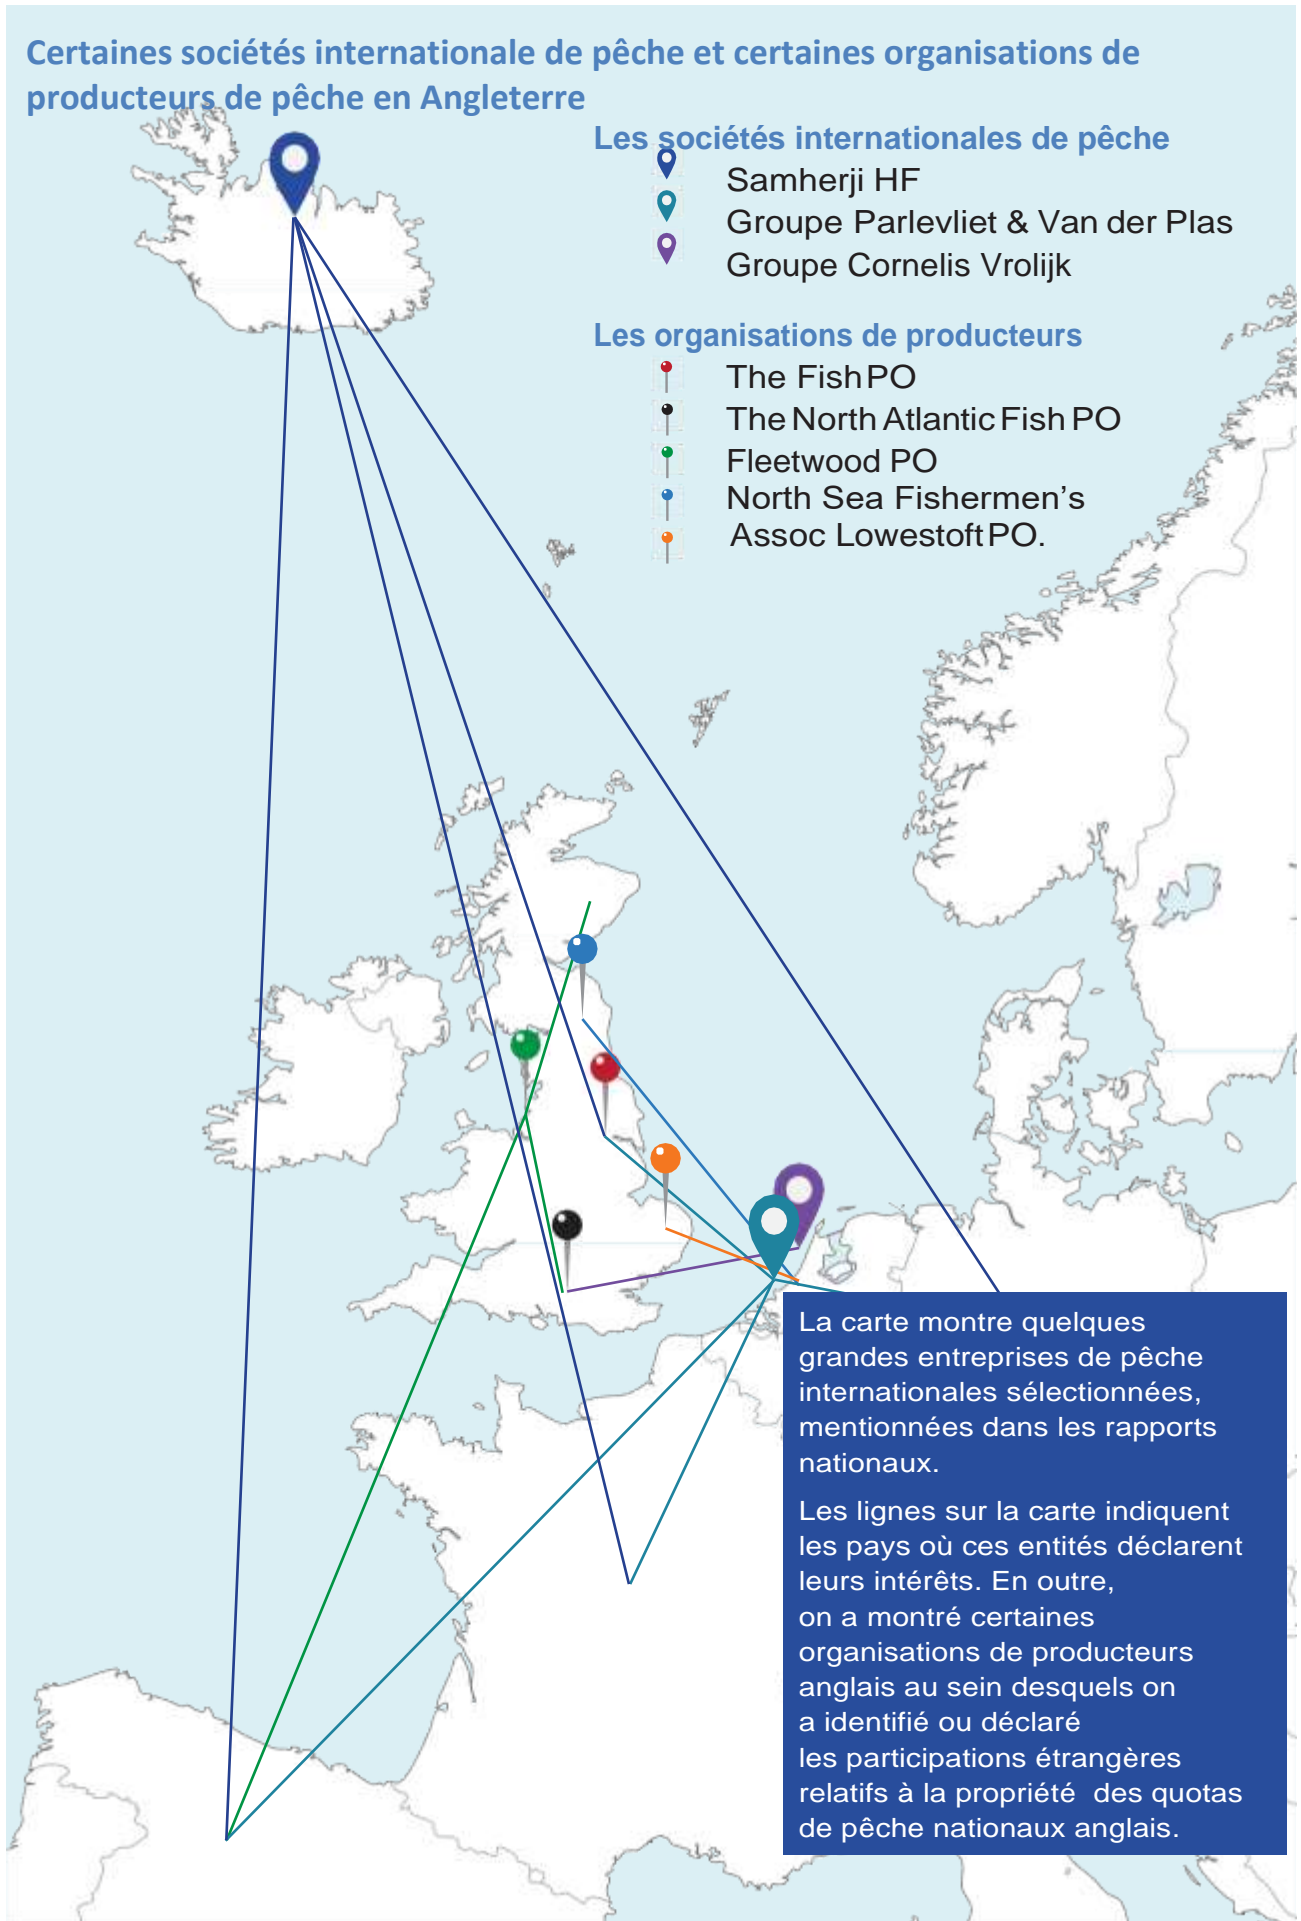 Certaines sociétés internationale de pêche et certaines organisations de
producteurs de pêche en Angleterre
Les sociétés internationales de pêche
Samherji HF
Groupe Parlevliet & Van der Plas
Groupe Cornelis Vrolijk
Les organisations de producteurs
The Fish PO
The North Atlantic Fish PO
Fleetwood PO
North Sea Fishermen’s
Assoc Lowestoft PO.
La carte montre quelques
grandes entreprises de pêche
internationales sélectionnées,
mentionnées dans les rapports
nationaux.
Les lignes sur la carte indiquent
les pays où ces entités déclarent
leurs intérêts. En outre,
on a montré certaines
organisations de producteurs
anglais au sein desquels on
a identifié ou déclaré
les participations étrangères
relatifs à la propriété des quotas
de pêche nationaux anglais.